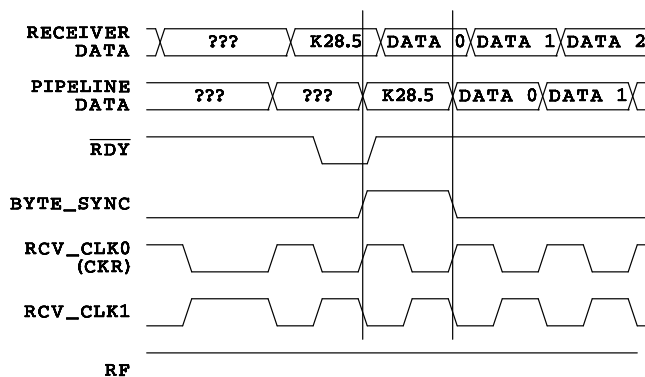 RECEIVER DATA ??? K28.5 DATA 0 DATA 1 DATA 2
PIPELINE DATA ??? ??? K28.5 DATA 0 DATA 1
RDY
BYTE_SYNC
RCV_CLK0
(CKR)
RCV_CLK1
RF